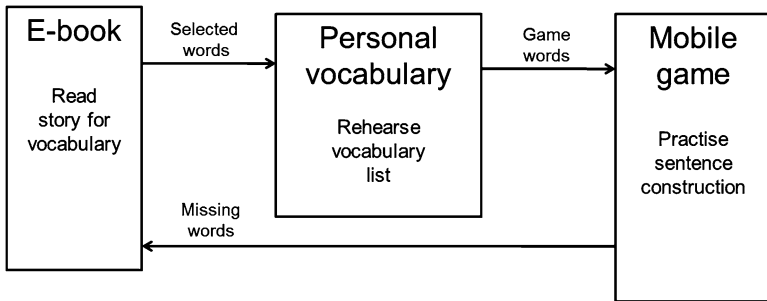 E-book
Read
story for
vocabulary
Selected
words
Personal
vocabulary
Rehearse
vocabulary
list
Game
words
Mobile
game
Practise
sentence
construction
Missing
words